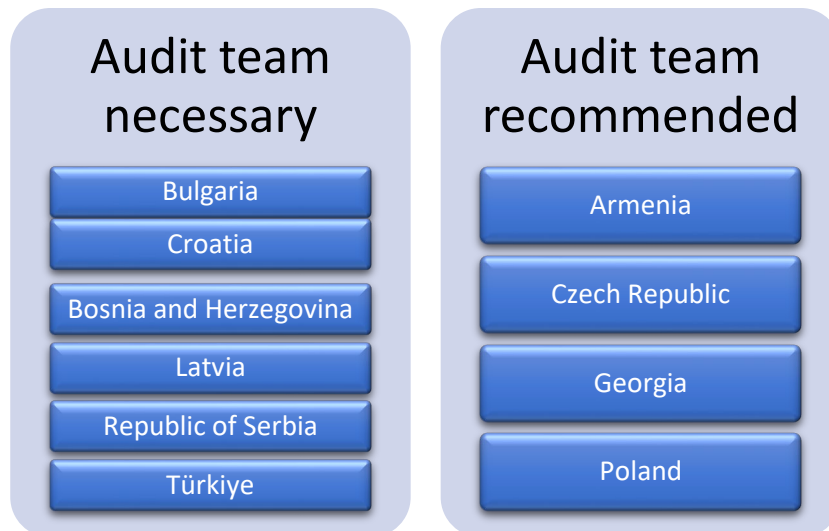 Audit team
necessary
Bulgaria
Croatia
Bosnia and Herzegovina
Latvia
Republic of Serbia
Türkiye
Audit team
recommended
Armenia
Czech Republic
Georgia
Poland